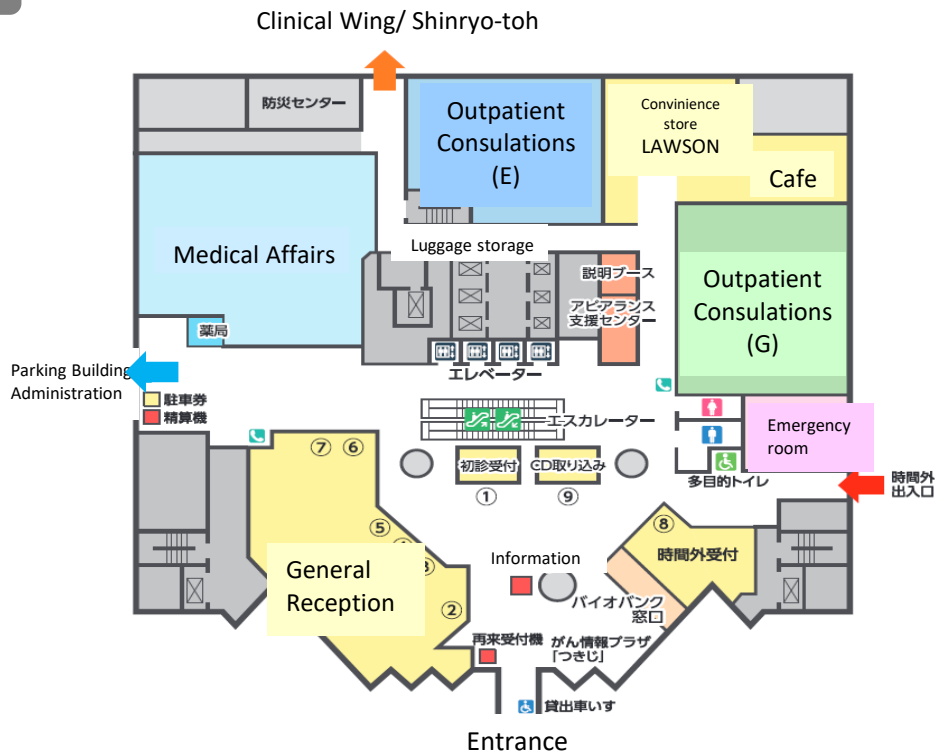 Clinical Wing/ Shinryo-toh
防災センター
Outpatient
Consulations
(E)
Convinience
store
LAWSON
Cafe
Medical Affairs
Luggage storage
説明ブース
アピアランス
支援センター
Outpatient
Consulations
(G)
薬局
エレベーター
Parking Building
Administration
駐車券
精算機
エスカレーター
Emergency
room
⑦ ⑥
初診受付
CD取り込み
多目的トイレ
時間外
出入口
① ⑨
⑤
⑧
時間外受付
Information
General
Reception
②
バイオバンク
窓口
再来受付機
がん情報プラザ
「つきじ」
貸出車いす
Entrance